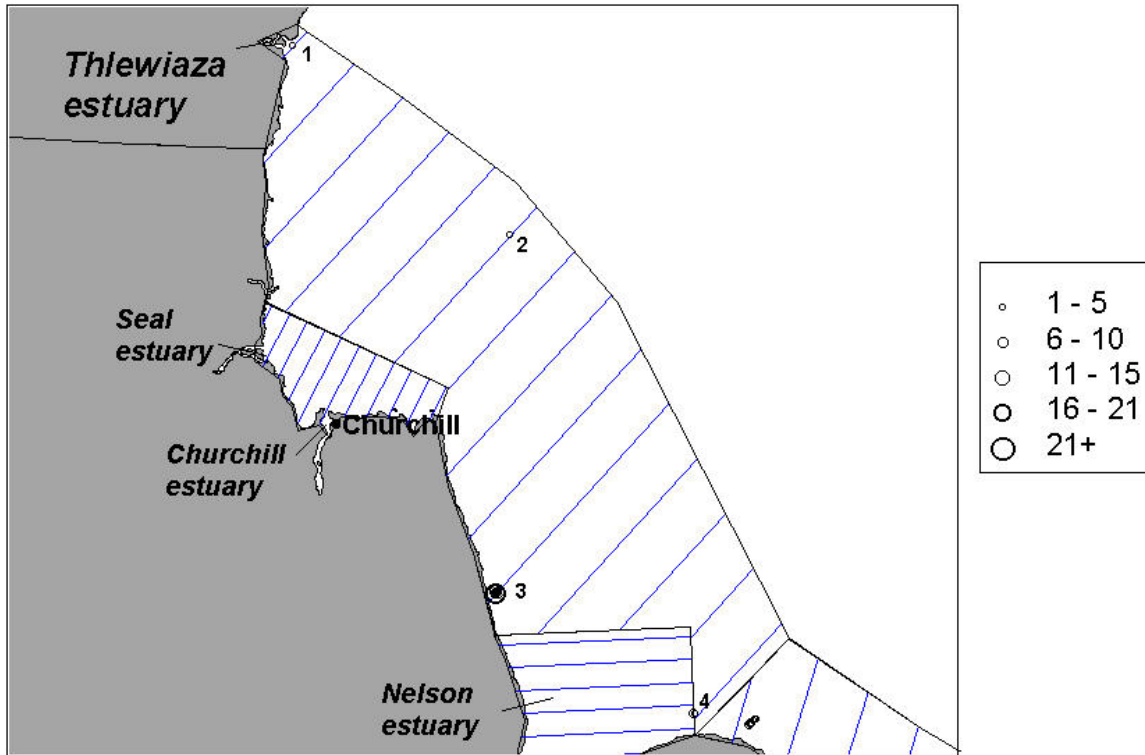 Thlewiaza
estuary
1
2
Seal
estuary
Churchill
Churchill
estuary
3
Nelson
estuary
4
1 - 5
6 - 10
11 - 15
16 - 21
21+